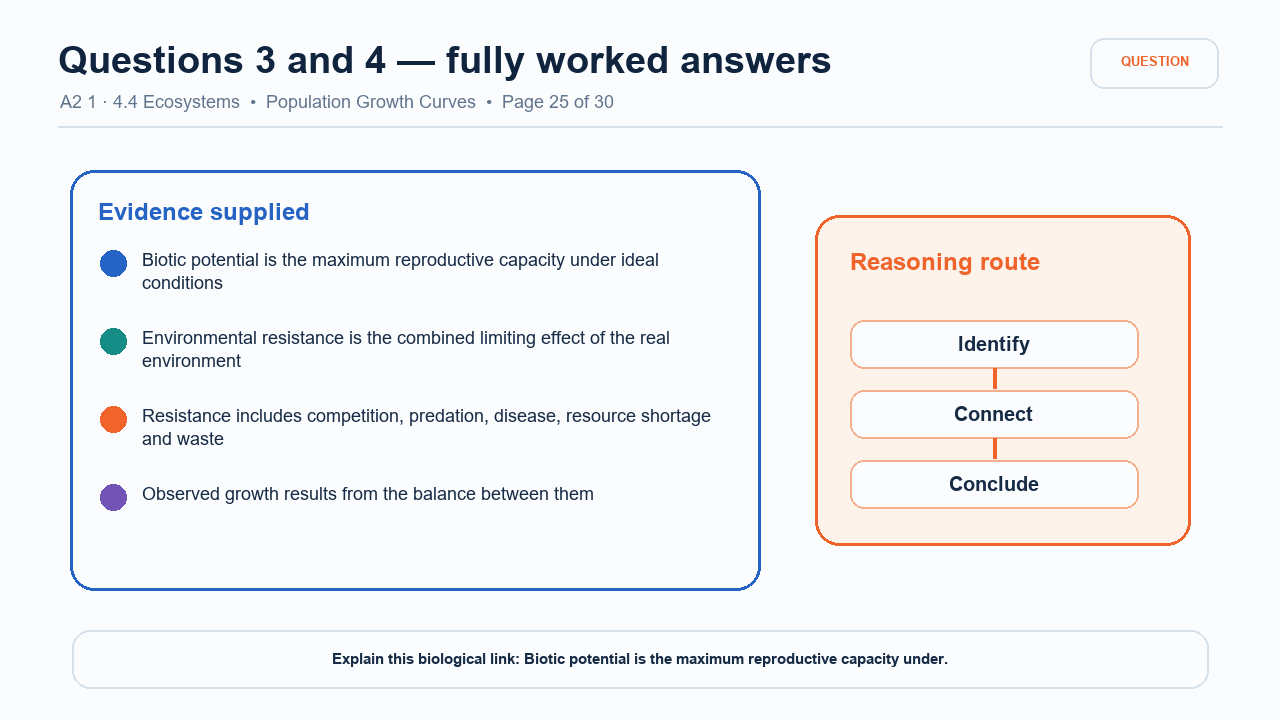 Questions 3 and 4 — fully worked answers
QUESTION
A2 1 · 4.4 Ecosystems • Population Growth Curves • Page 25 of 30
Evidence supplied
Biotic potential is the maximum reproductive capacity under ideal
conditions
Environmental resistance is the combined limiting effect of the real
environment
Resistance includes competition, predation, disease, resource shortage
and waste
Observed growth results from the balance between them
Reasoning route
Identify
Connect
Conclude
Explain this biological link: Biotic potential is the maximum reproductive capacity under.